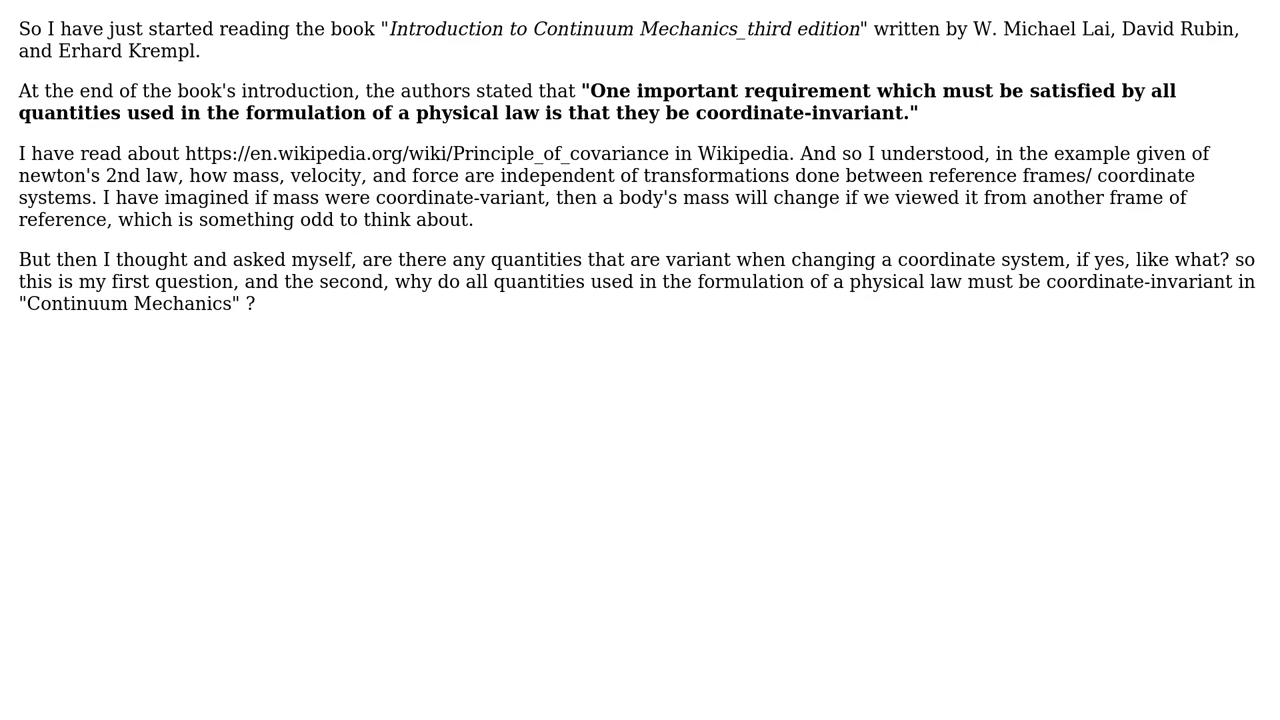 So I have just started reading the book "Introduction to Continuum Mechanics_third edition" written by W. Michael Lai, David Rubin,
and Erhard Krempl.
At the end of the book's introduction, the authors stated that "One important requirement which must be satisfied by all
quantities used in the formulation of a physical law is that they be coordinate-invariant."
I have read about https://en.wikipedia.org/wiki/Principle_of_covariance in Wikipedia. And so I understood, in the example given of
newton's 2nd law, how mass, velocity, and force are independent of transformations done between reference frames/ coordinate
systems. I have imagined if mass were coordinate-variant, then a body's mass will change if we viewed it from another frame of
reference, which is something odd to think about.
But then I thought and asked myself, are there any quantities that are variant when changing a coordinate system, if yes, like what? so
this is my first question, and the second, why do all quantities used in the formulation of a physical law must be coordinate-invariant in
"Continuum Mechanics" ?